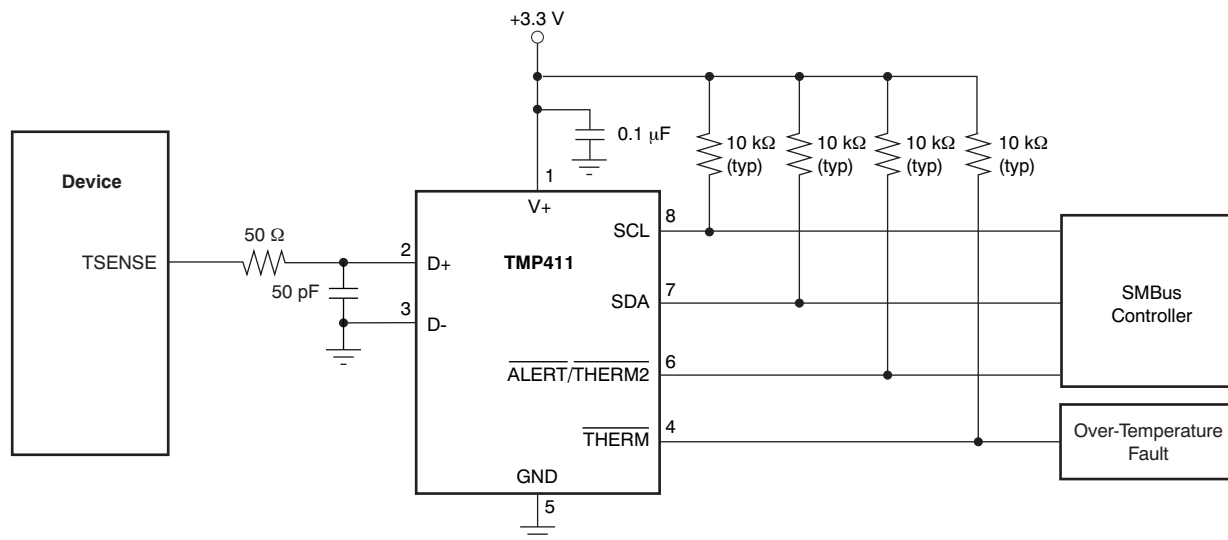 +3.3 V
0.1 μF
10 kΩ
(typ)
10 kΩ
(typ)
10 kΩ
(typ)
10 kΩ
(typ)
Device
TSENSE
50 Ω
50 pF
1
V+
2
D+
3
D-
TMP411
SCL
8
SDA
7
ALERT/THERM2
6
THERM
4
GND
5
SMBus
Controller
Over-Temperature
Fault